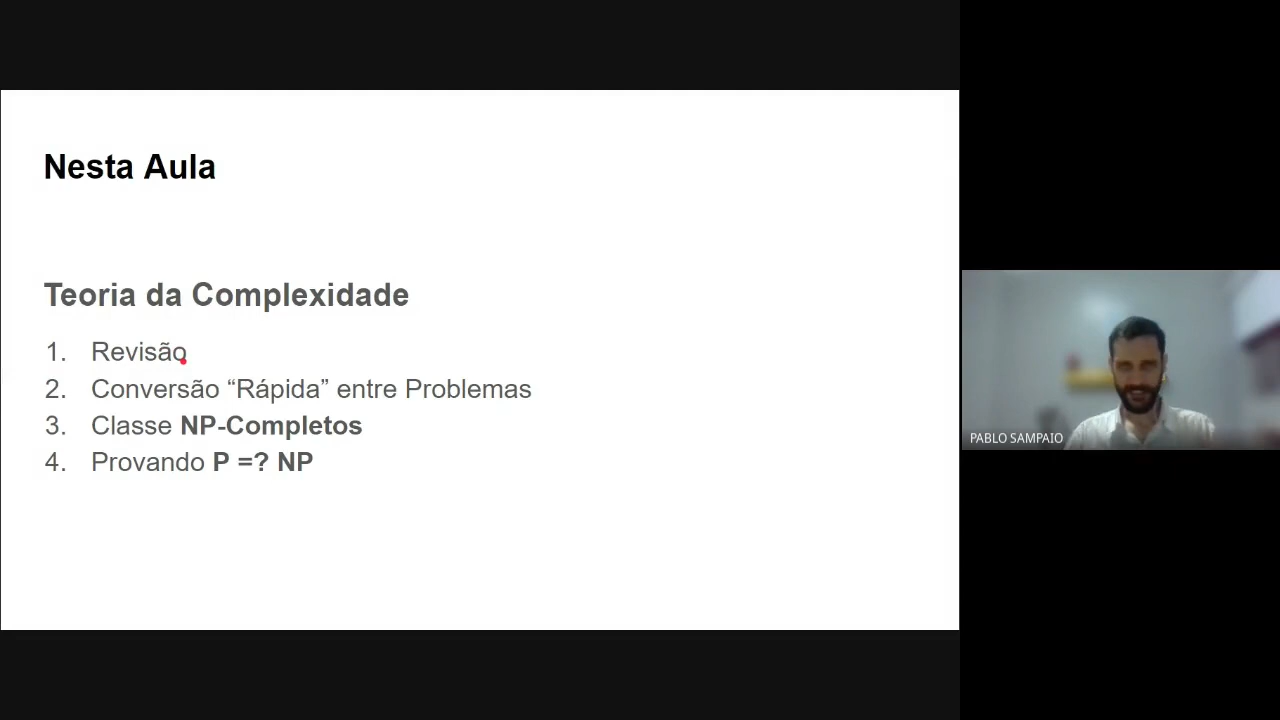 Nesta Aula
Teoria da Complexidade
1. Revisão
2. Conversão “Rápida” entre Problemas
3. Classe NP-Completos
4. Provando P =? NP
PABLO SAMPAIO